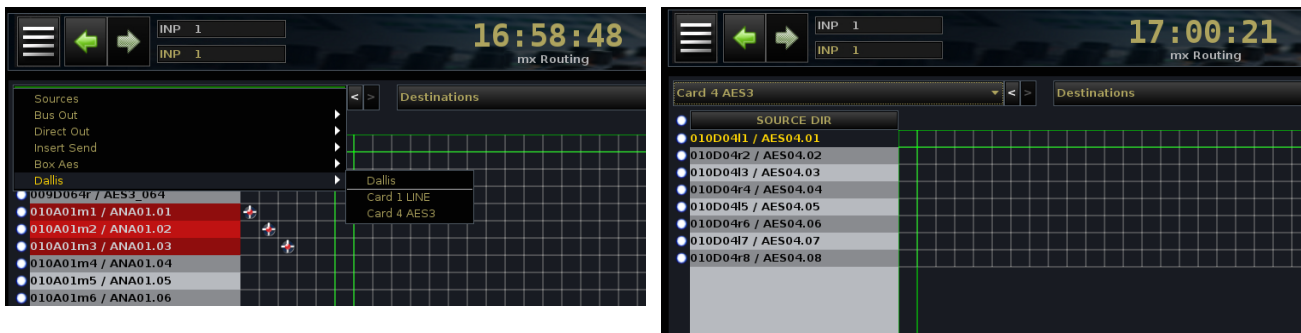 INP 1
INP 1
16:58:48
mx Routing
Sources
Bus Out
Direct Out
Insert Send
Box Aes
Dallis
< >
Destinations
Dallis
Card 1 LINE
Card 4 AES3
009D064r / AES3_064
010A01m1 / ANA01.01
010A01m2 / ANA01.02
010A01m3 / ANA01.03
010A01m4 / ANA01.04
010A01m5 / ANA01.05
010A01m6 / ANA01.06
INP 1
INP 1
17:00:21
mx Routing
Card 4 AES3
< >
Destinations
SOURCE DIR
010D04l1 / AES04.01
010D04r2 / AES04.02
010D04l3 / AES04.03
010D04r4 / AES04.04
010D04l5 / AES04.05
010D04r6 / AES04.06
010D04l7 / AES04.07
010D04r8 / AES04.08